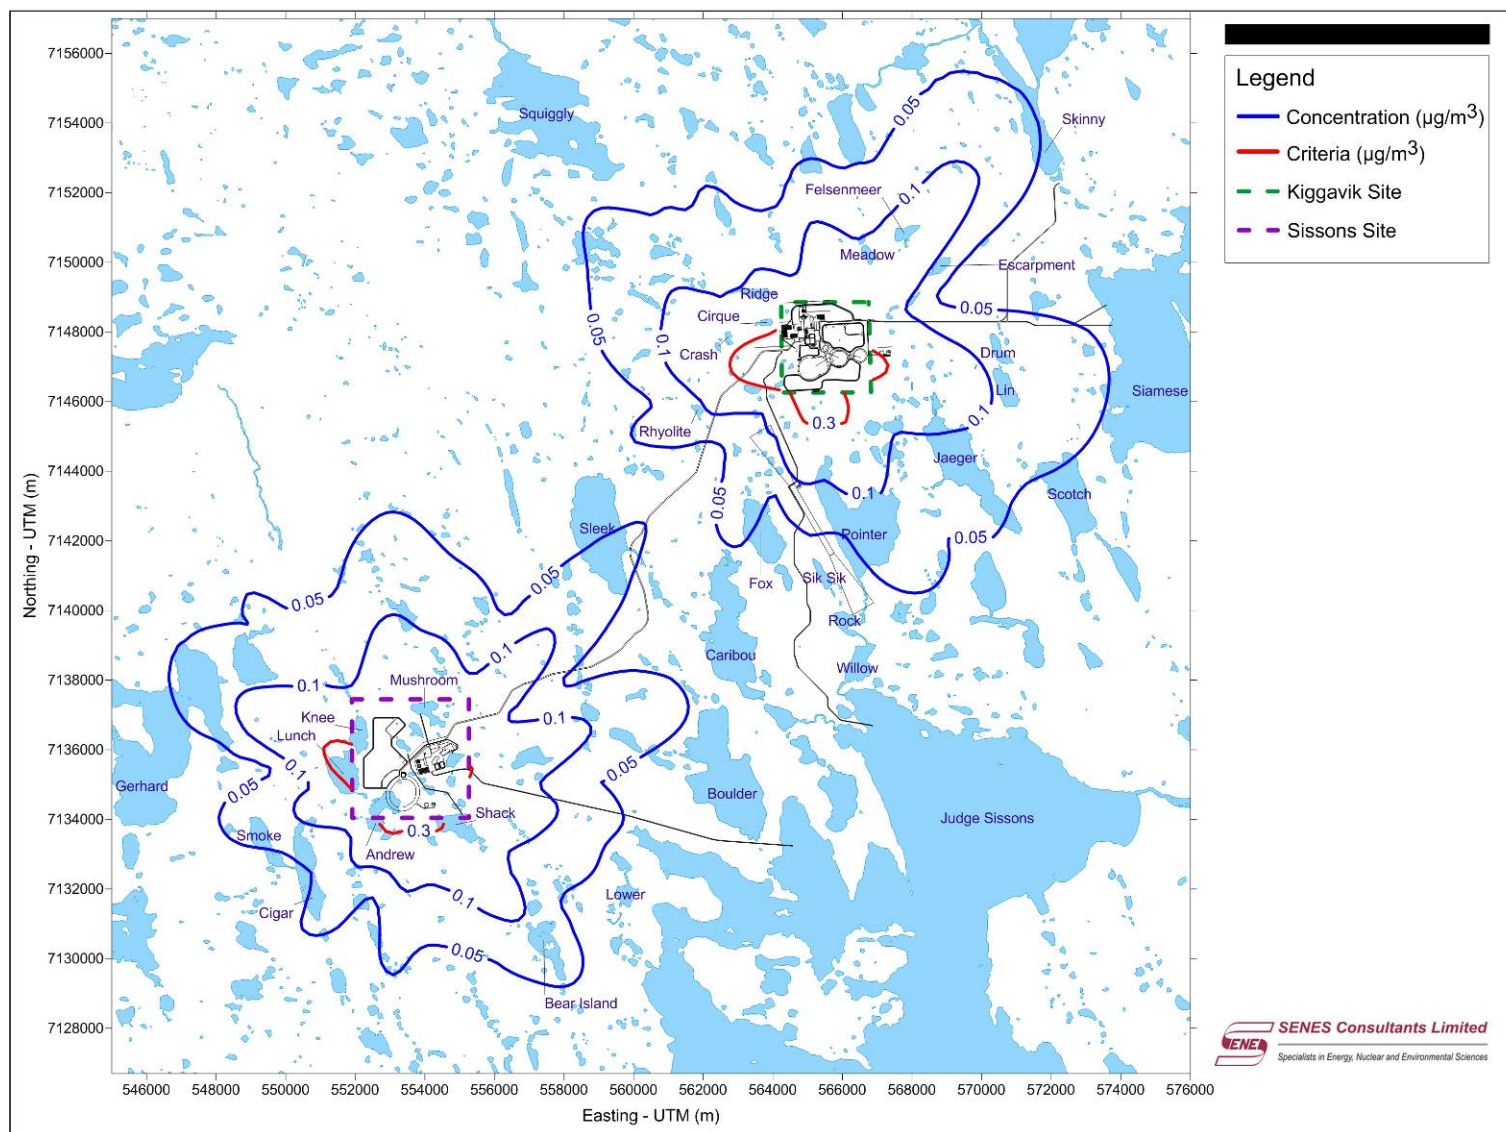 7156000
7154000
7152000
7150000
7148000
7146000
7144000
7142000
7140000
7138000
7136000
7134000
7132000
7130000
7128000
Northing - UTM (m)
546000 548000 550000 552000 554000 556000 558000 560000 562000 564000 566000 568000 570000 572000 574000 576000
Easting - UTM (m)
Squiggly
0.05
Skinny
Felsenmeer
0.1
Meadow
Escarpment
Ridge
0.05
Cirque
0.05
0.1
Crash
Drum
Lin
Siamese
0.1
0.3
Rhyolite
Jaeger
0.1
Scotch
0.05
Sleek
Pointer
0.05
0.05
Fox
Sik Sik
0.05
Rock
0.1
Caribou
Willow
Mushroom
0.1
Knee
0.1
Lunch
0.1
0.05
Gerhard
0.05
Boulder
Shack
Judge Sissons
Smoke
0.3
Andrew
Lower
0.1
Cigar
0.05
Bear Island
Legend
Concentration (µg/m³)
Criteria (µg/m³)
Kiggavik Site
Sissons Site
SENES Consultants Limited
SENES
Specialists in Energy, Nuclear and Environmental Sciences